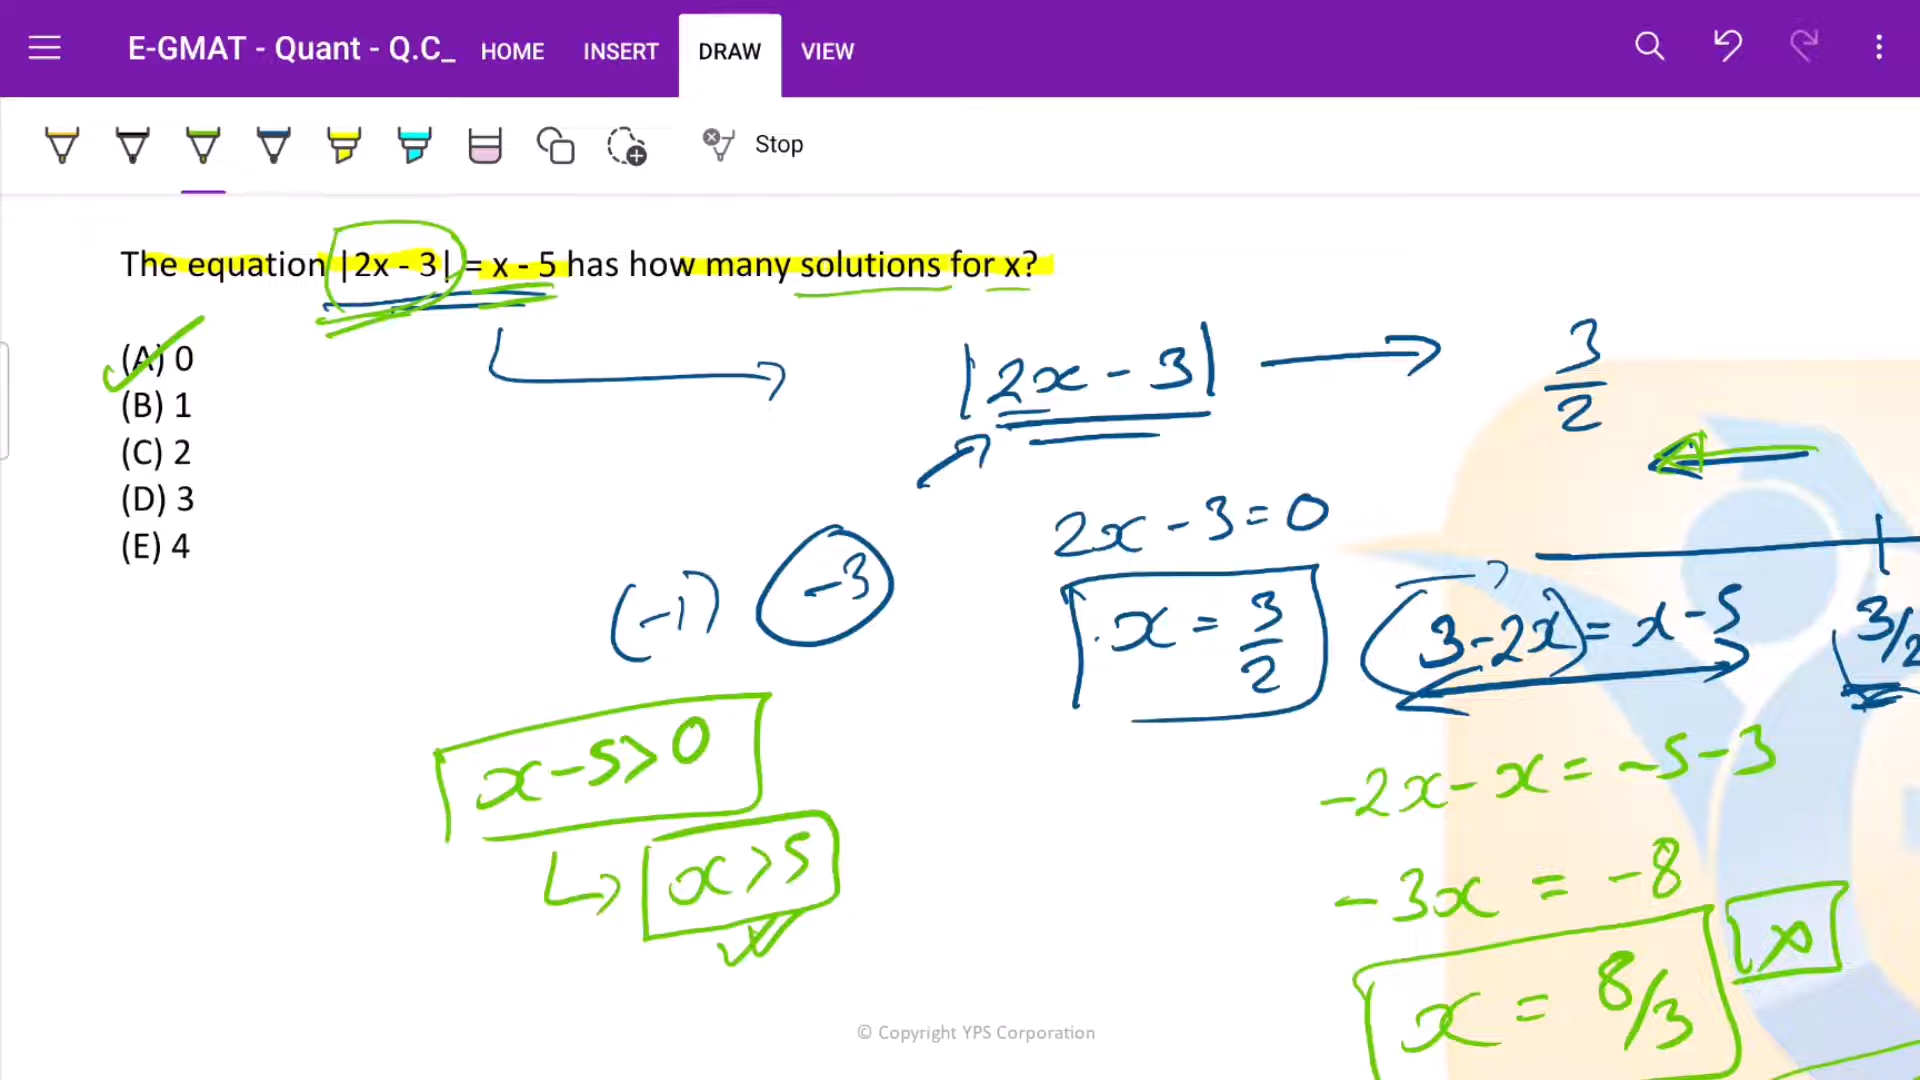 E-GMAT - Quant - Q.C_ HOME INSERT DRAW VIEW
Stop
The equation |2x - 3| = x - 5 has how many solutions for x?
(A) 0
(B) 1
(C) 2
(D) 3
(E) 4
|2x - 3|
3/2
2x - 3 = 0
x = 3/2
(-1) -3
3 - 2x = x - 5
3/2
x - 5 > 0
x > 5
-2x - x = -5 - 3
-3x = -8
x = 8/3
© Copyright YPS Corporation